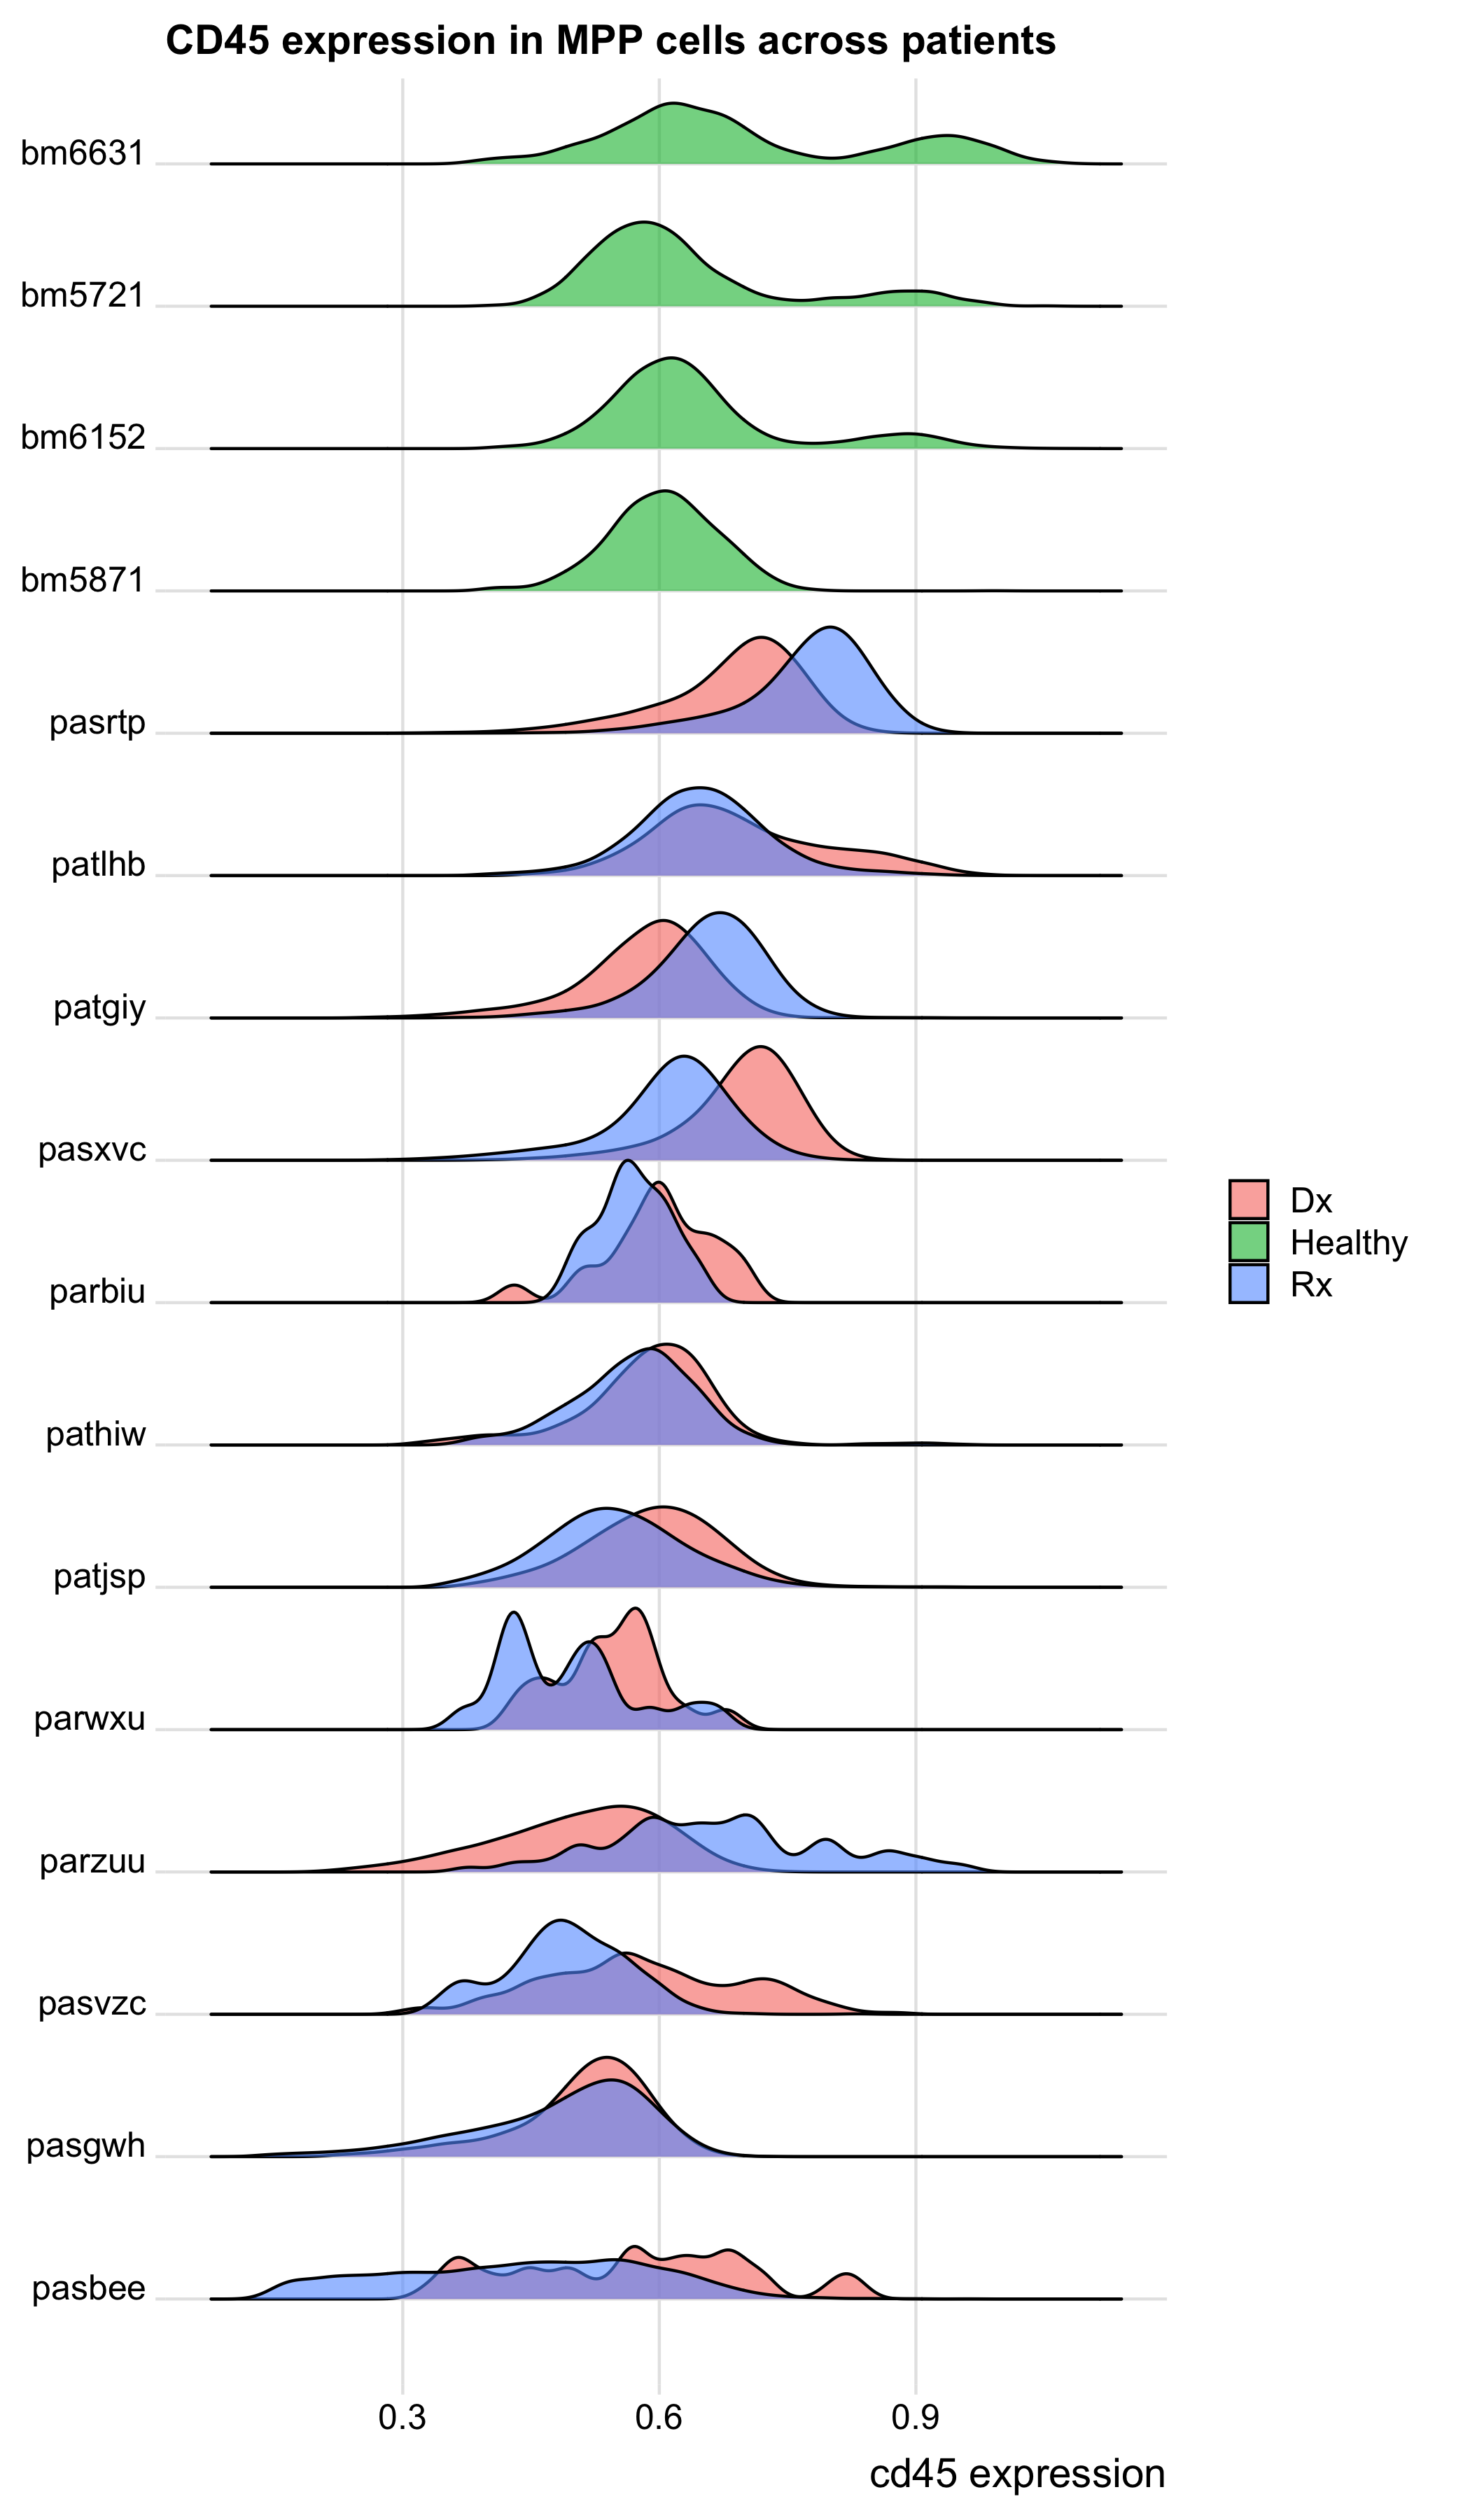 CD45 expression in MPP cells across patients
bm6631
bm5721
bm6152
bm5871
pasrtp
patlhb
patgiy
pasxvc
parbiu
pathiw
patjsp
parwxu
parzuu
pasvzc
pasgwh
pasbee
Dx
Healthy
Rx
0.3 0.6 0.9
cd45 expression